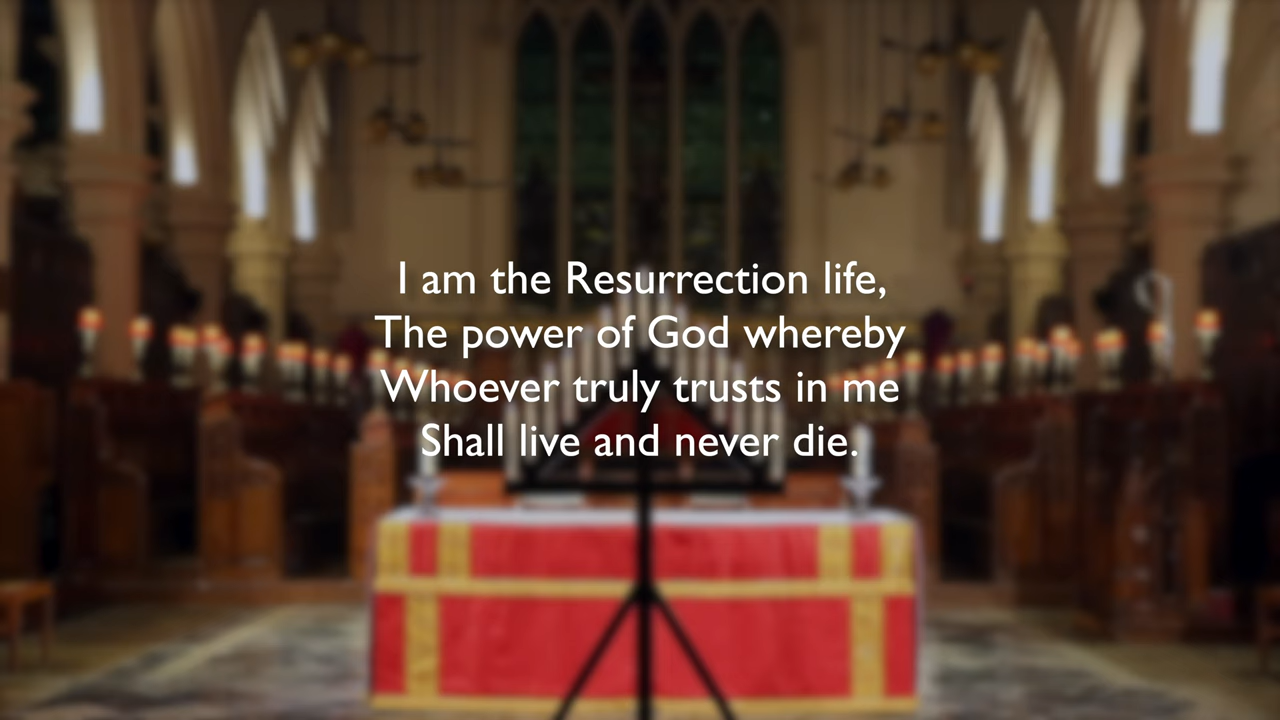 I am the Resurrection life,
The power of God whereby
Whoever truly trusts in me
Shall live and never die.